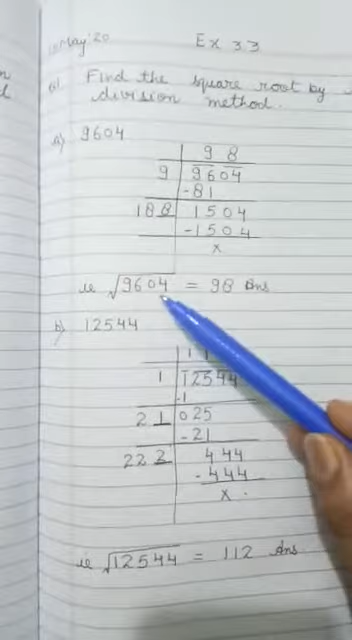 May'20 Ex 3.3
Q) Find the square root by
division method.
a) 9604
9 8
9 9604
-81
188 1504
-1504
x
ie √9604 = 98 Ans
b) 12544
1 1
1 12544
-1
21 025
-21
222 444
-444
x
ie √12544 = 112 Ans